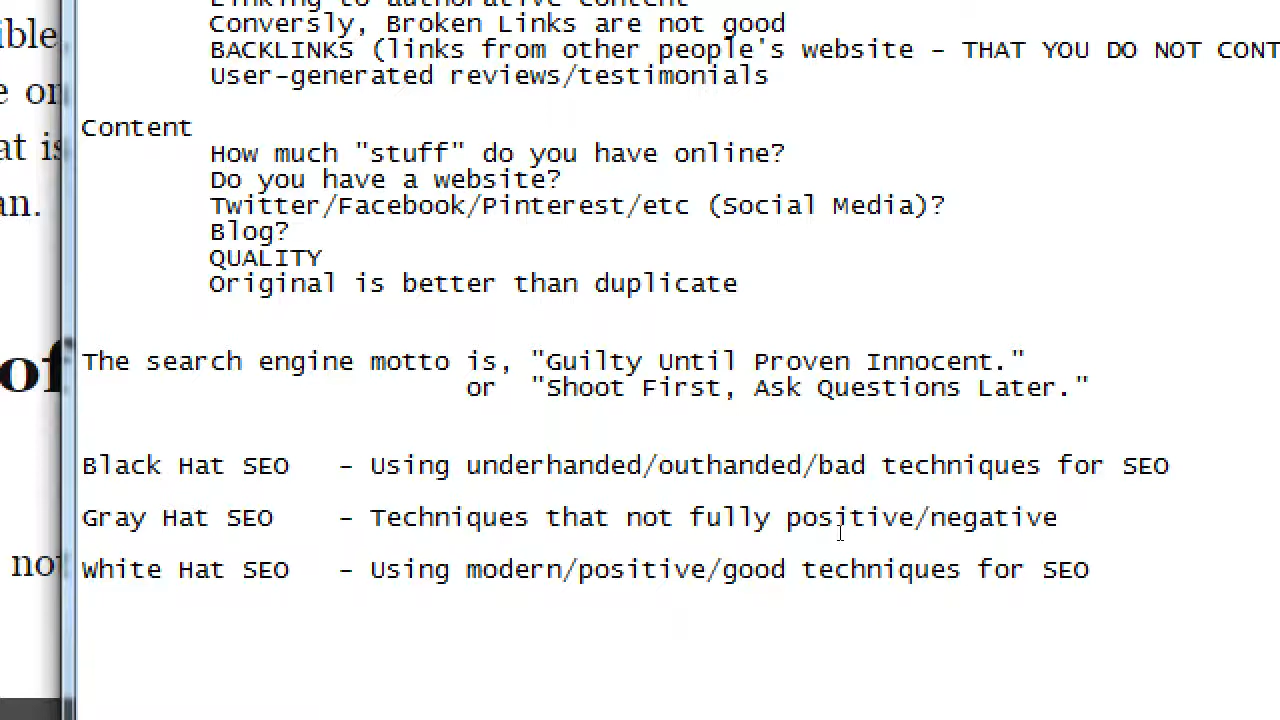 Linking to authorative content
Conversly, Broken Links are not good
BACKLINKS (links from other people's website - THAT YOU DO NOT CONT
User-generated reviews/testimonials
Content
How much "stuff" do you have online?
Do you have a website?
Twitter/Facebook/Pinterest/etc (Social Media)?
Blog?
QUALITY
Original is better than duplicate
The search engine motto is, "Guilty Until Proven Innocent."
or "Shoot First, Ask Questions Later."
Black Hat SEO - Using underhanded/outhanded/bad techniques for SEO
Gray Hat SEO - Techniques that not fully positive/negative
White Hat SEO - Using modern/positive/good techniques for SEO